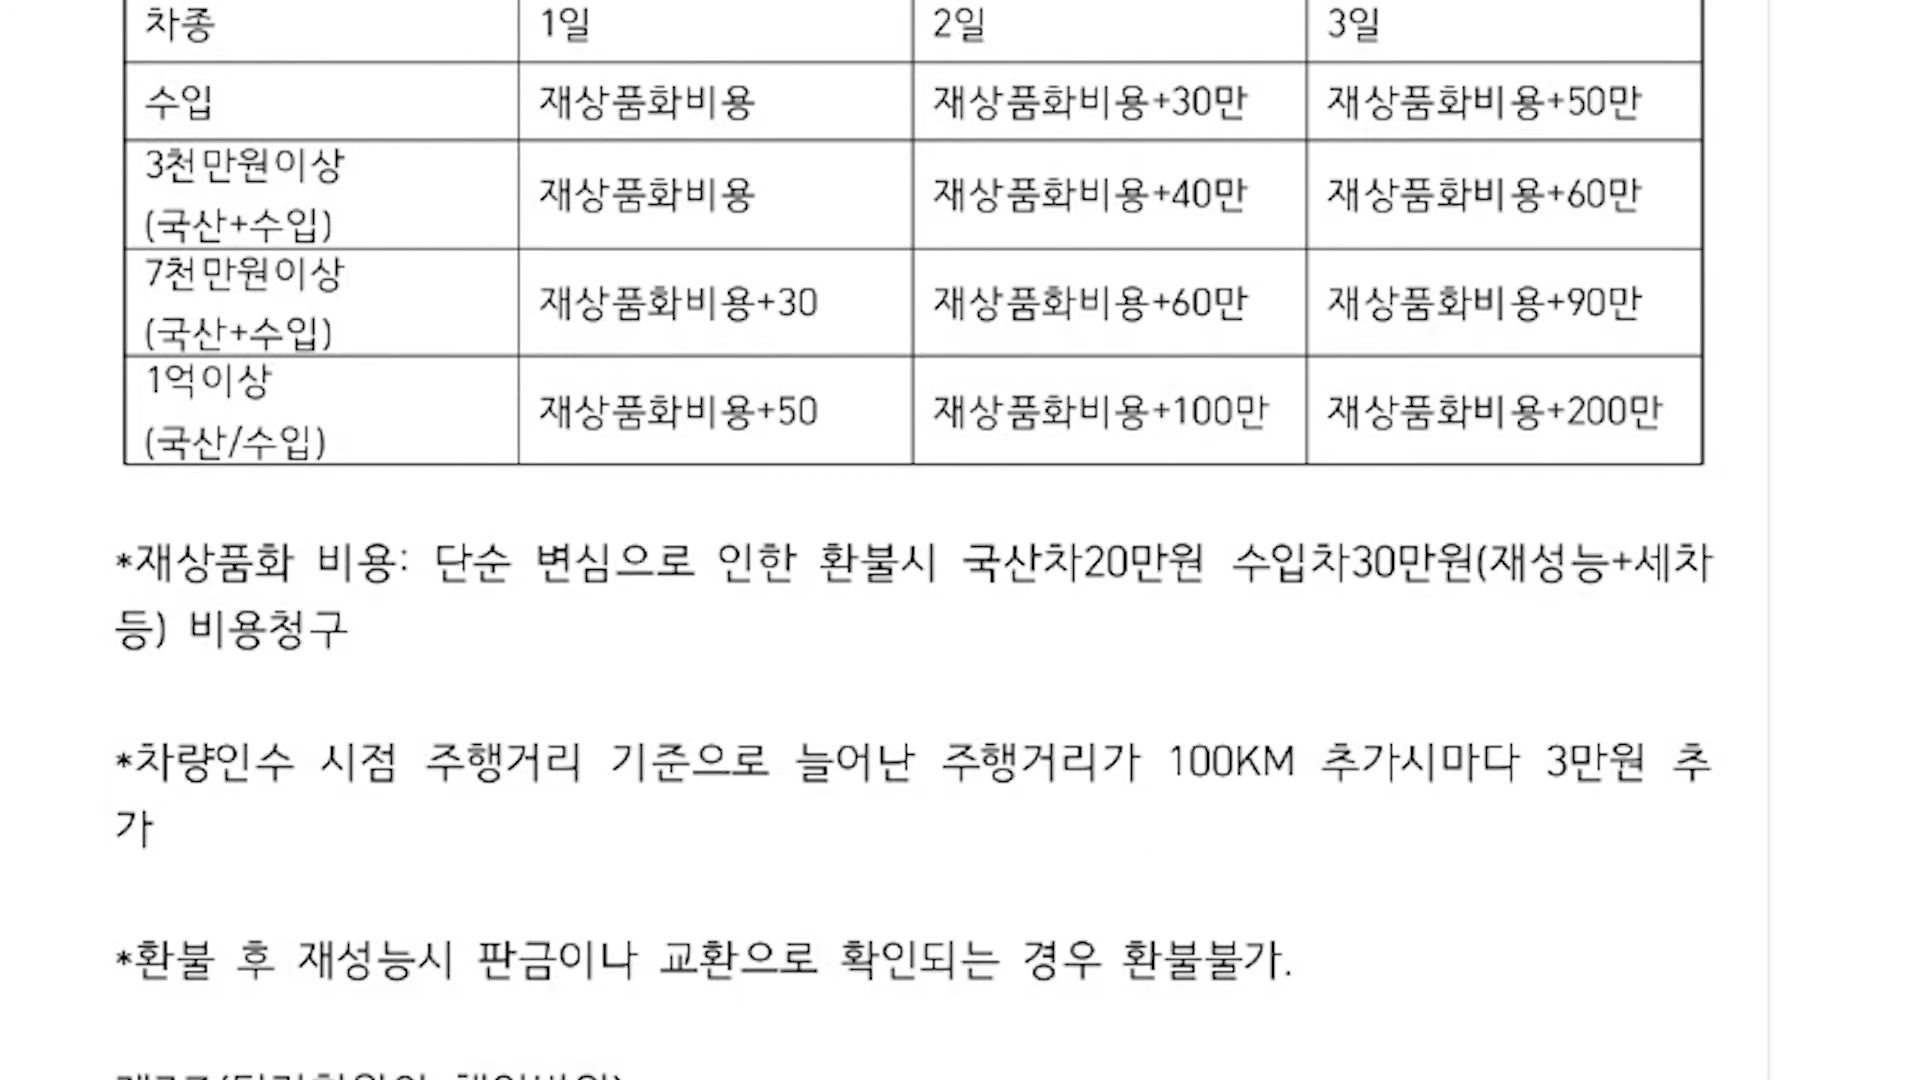 차종 1일 2일 3일
수입 재상품화비용 재상품화비용+30만 재상품화비용+50만
3천만원이상
(국산+수입) 재상품화비용 재상품화비용+40만 재상품화비용+60만
7천만원이상
(국산+수입) 재상품화비용+30 재상품화비용+60만 재상품화비용+90만
1억이상
(국산/수입) 재상품화비용+50 재상품화비용+100만 재상품화비용+200만
*재상품화 비용: 단순 변심으로 인한 환불시 국산차20만원 수입차30만원(재성능+세차
등) 비용청구
*차량인수 시점 주행거리 기준으로 늘어난 주행거리가 100KM 추가시마다 3만원 추
가
*환불 후 재성능시 판금이나 교환으로 확인되는 경우 환불불가.